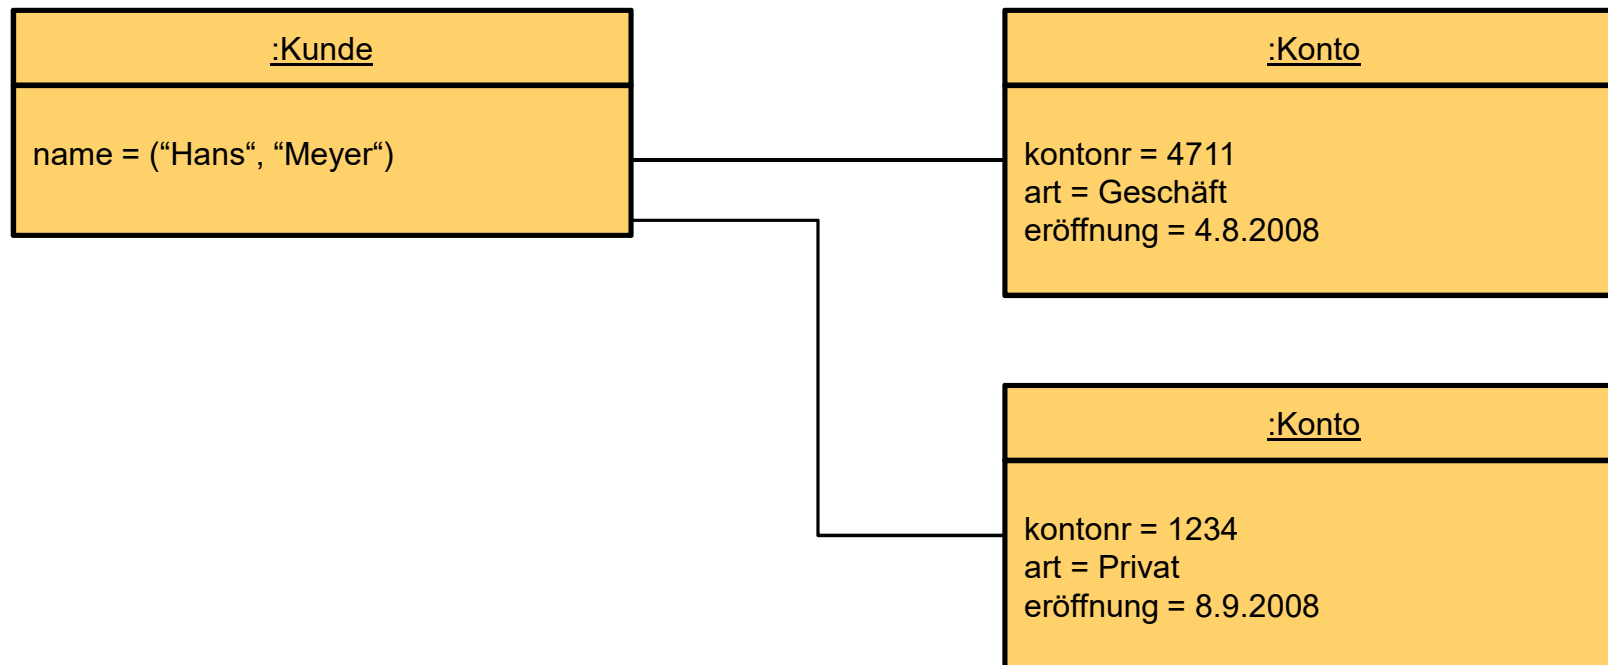 :Kunde
name = (“Hans“, “Meyer“)
:Konto
kontonr = 4711
art = Geschäft
eröffnung = 4.8.2008
:Konto
kontonr = 1234
art = Privat
eröffnung = 8.9.2008